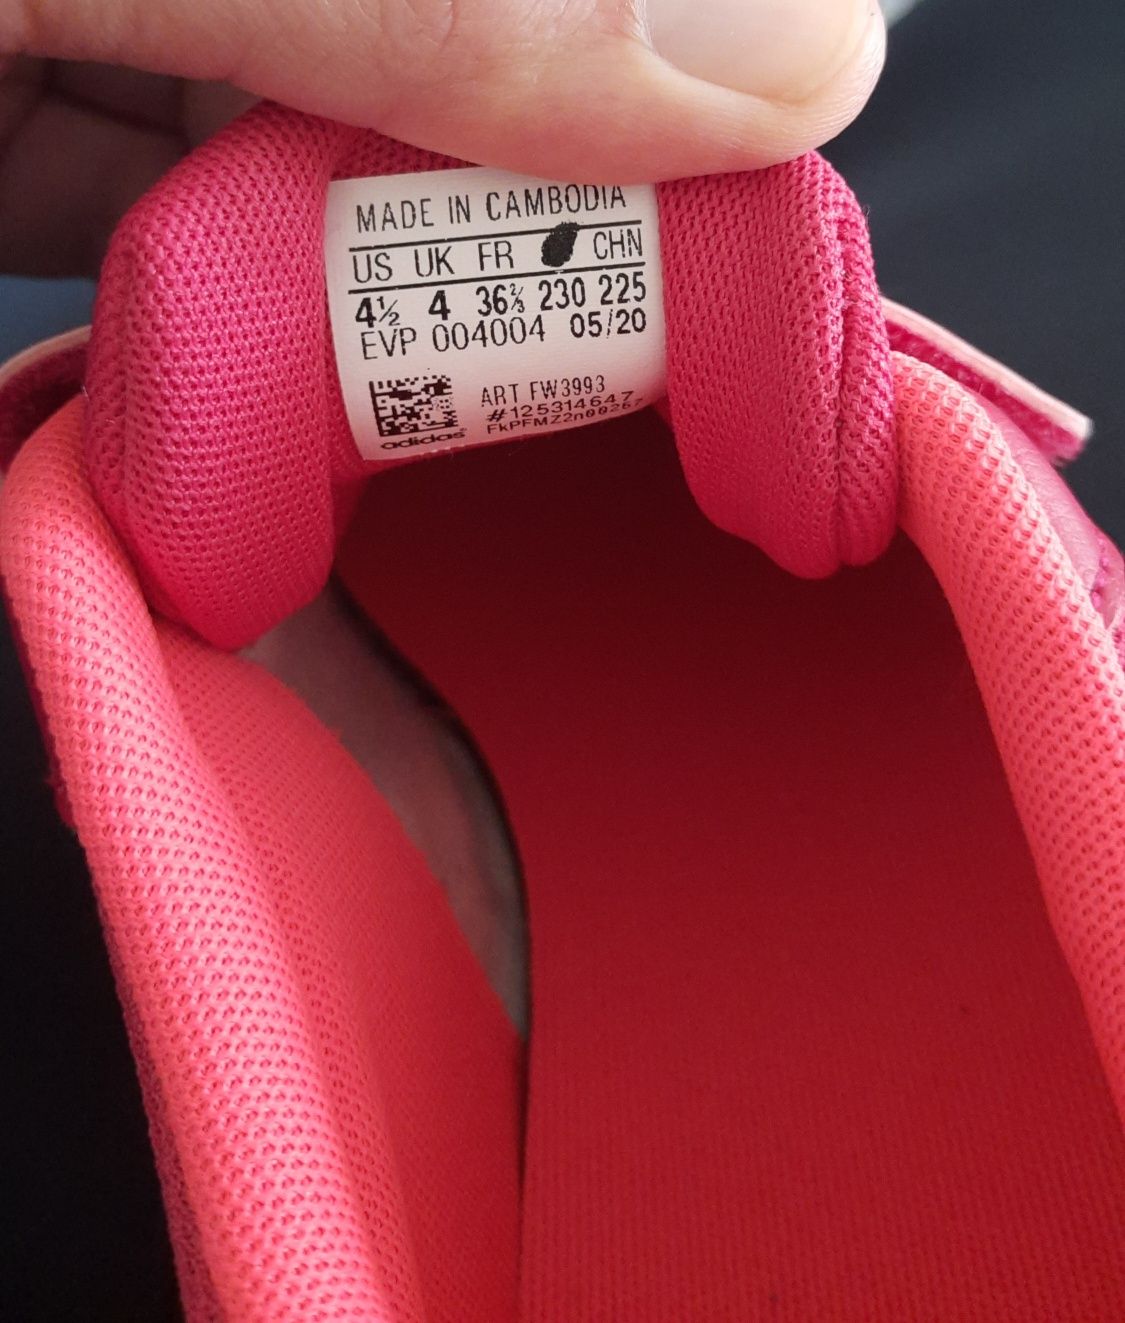 MADE IN CAMBODIA
US UK FR CHN
4½ 4 36⅔ 230 225
EVP 004004 05/20
ART FW3993
#125314647
adidas